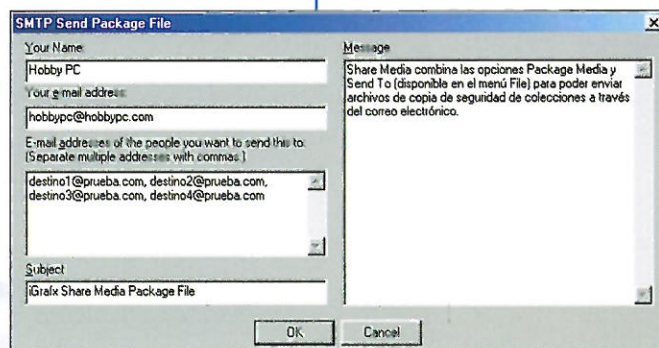 SMTP Send Package File
Your Name:
Hobby PC
Your e-mail address:
hobbypc@hobbypc.com
E-mail addresses of the people you want to send this to:
(Separate multiple addresses with commas.)
destino1@prueba.com, destino2@prueba.com,
destino3@prueba.com, destino4@prueba.com
Subject
iGrafx Share Media Package File
Message
Share Media combina las opciones Package Media y
Send To (disponible en el menú File) para poder enviar
archivos de copia de seguridad de colecciones a través
del correo electrónico.
OK
Cancel